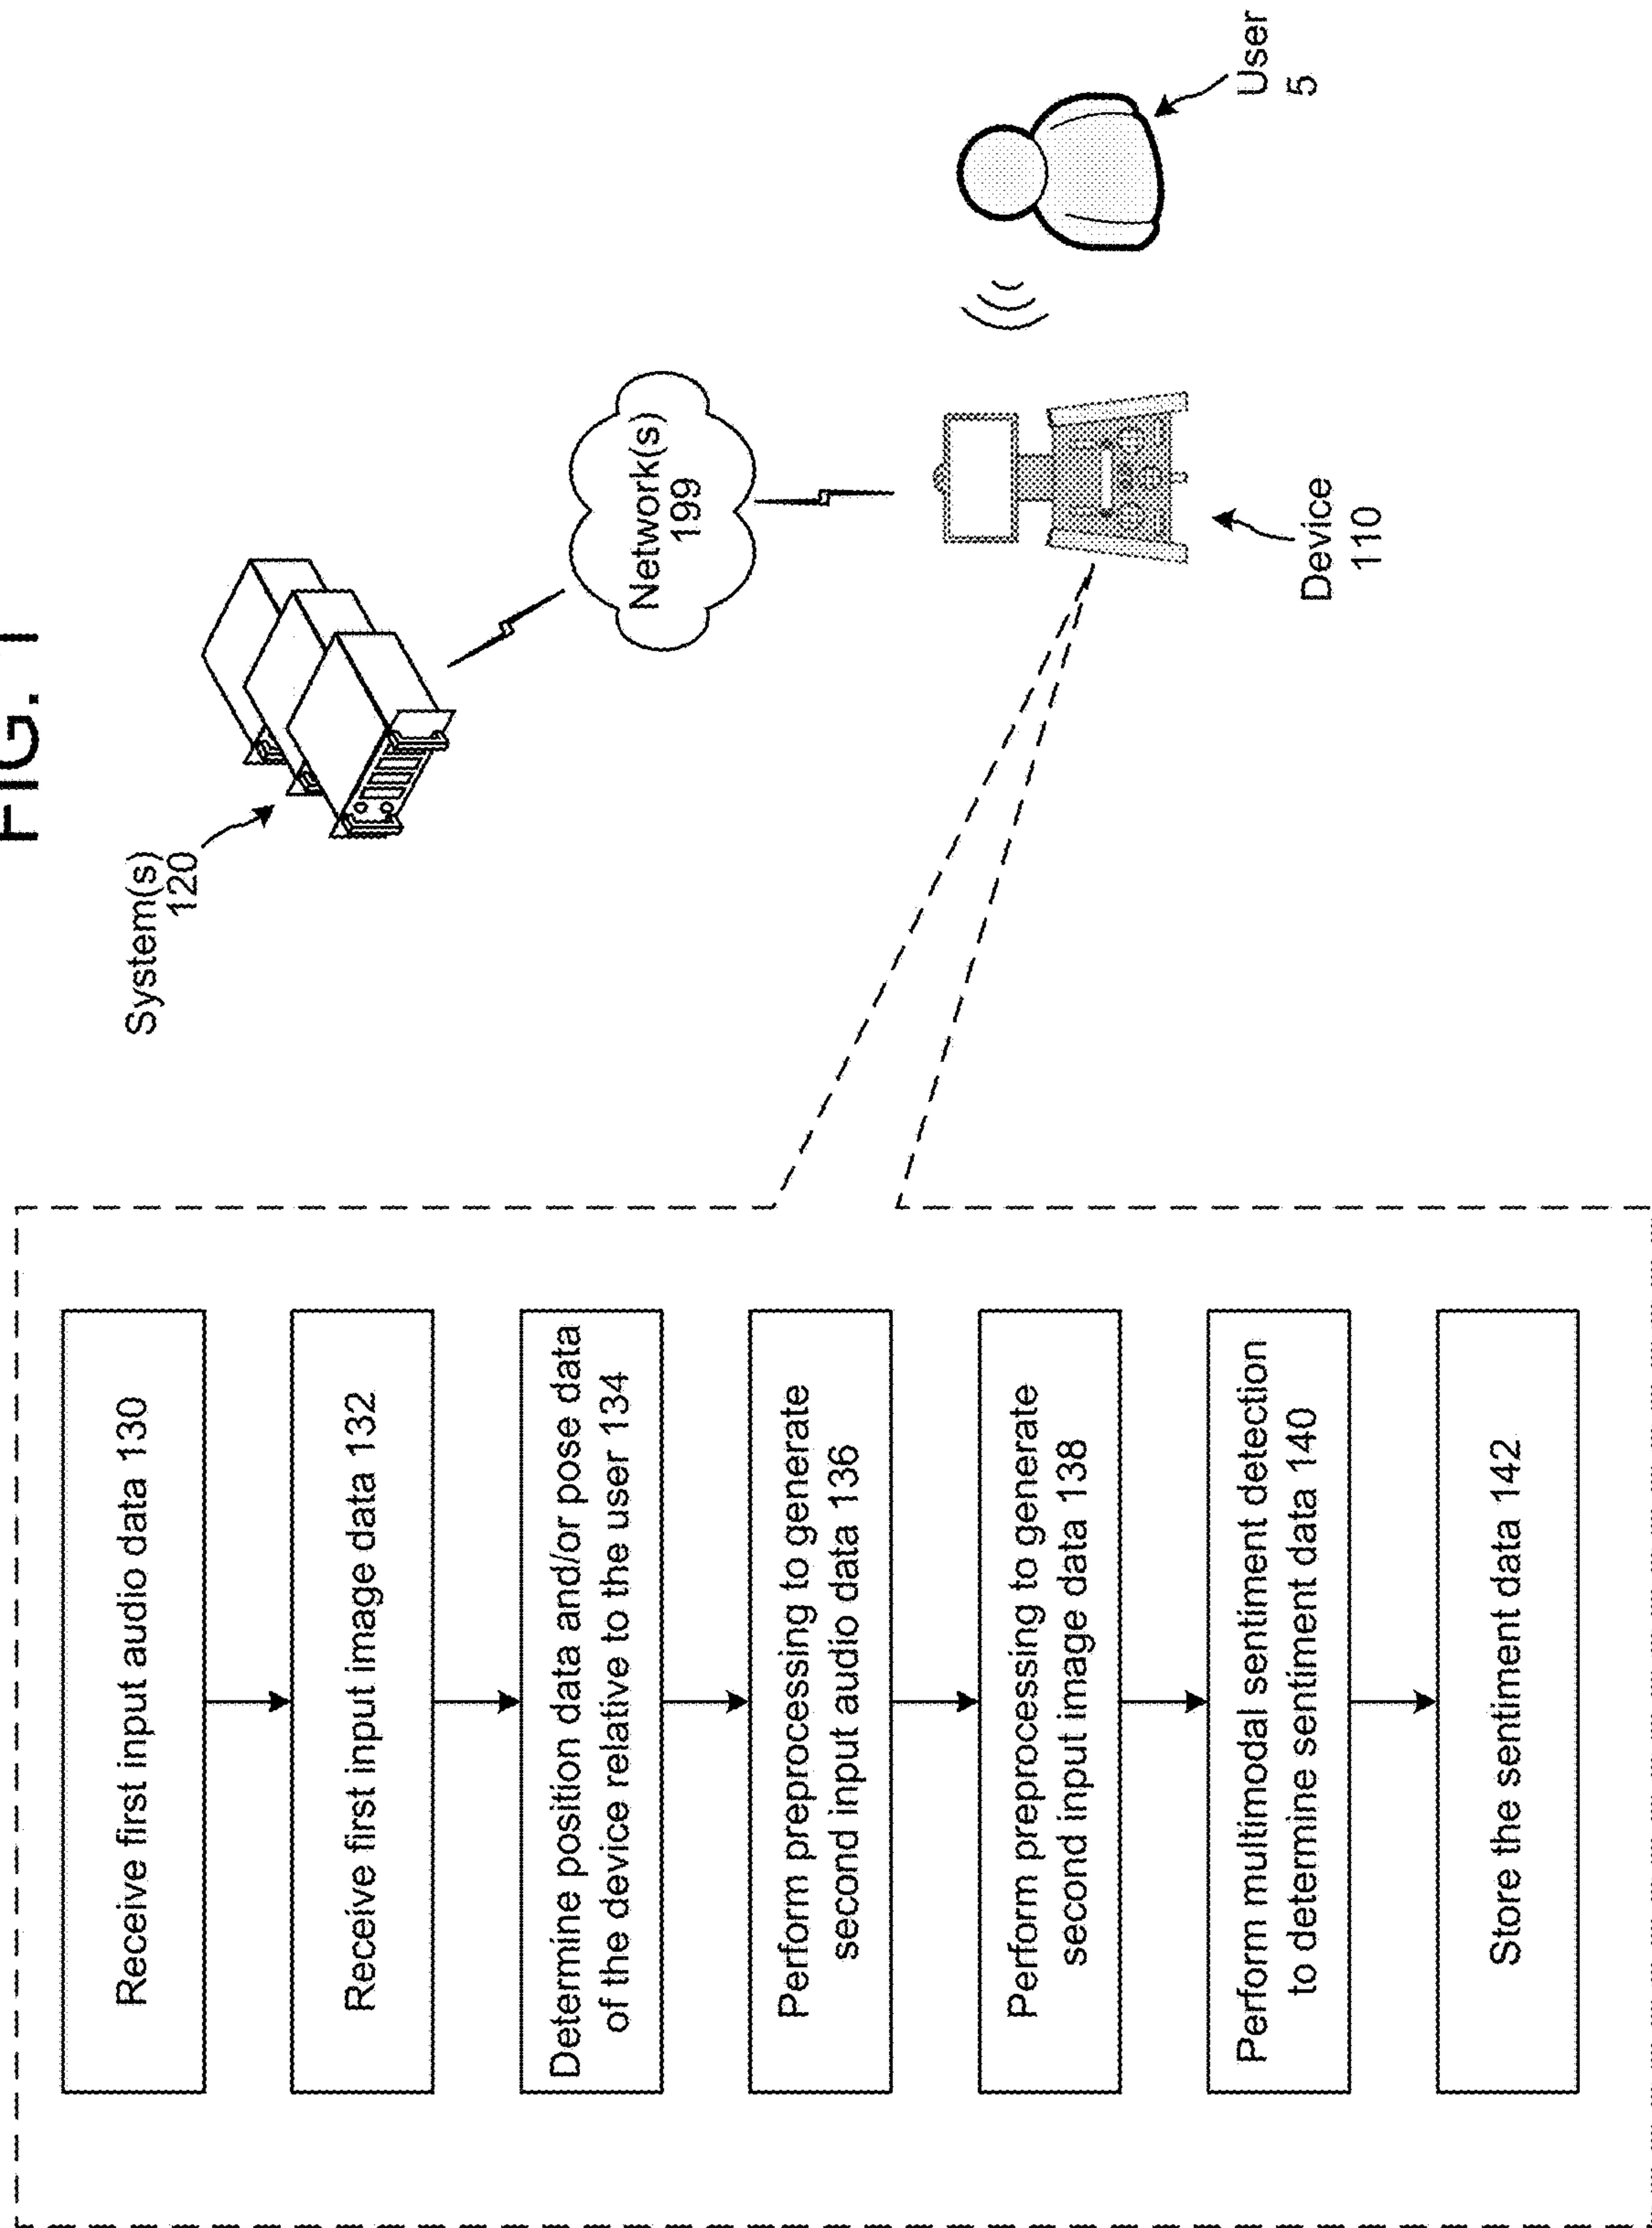 FIG. 1
System(s)
120
Network(s)
199
Device
110
User
5
Receive first input audio data 130
Receive first input image data 132
Determine position data and/or pose data
of the device relative to the user 134
Perform preprocessing to generate
second input audio data 136
Perform preprocessing to generate
second input image data 138
Perform multimodal sentiment detection
to determine sentiment data 140
Store the sentiment data 142